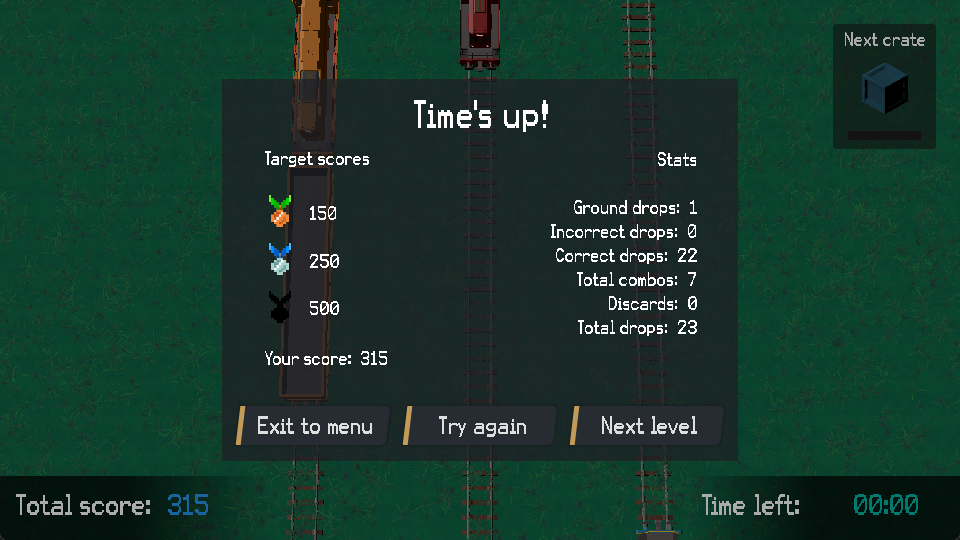 Next crate
Time's up!
Target scores
150
250
500
Your score: 315
Stats
Ground drops: 1
Incorrect drops: 0
Correct drops: 22
Total combos: 7
Discards: 0
Total drops: 23
Exit to menu
Try again
Next level
Total score: 315
Time left: 00:00